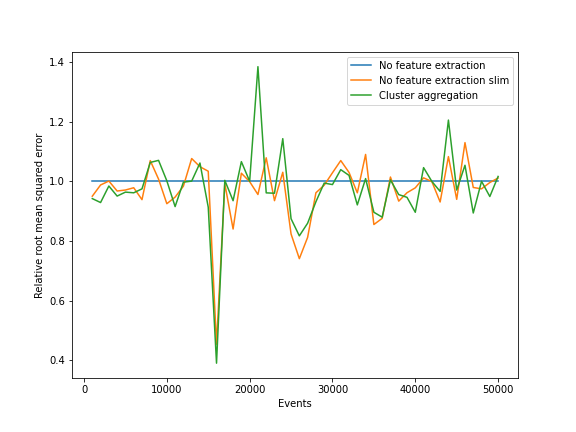 No feature extraction
No feature extraction slim
Cluster aggregation
Relative root mean squared error
1.4
1.2
1.0
0.8
0.6
0.4
0
10000
20000
30000
40000
50000
Events